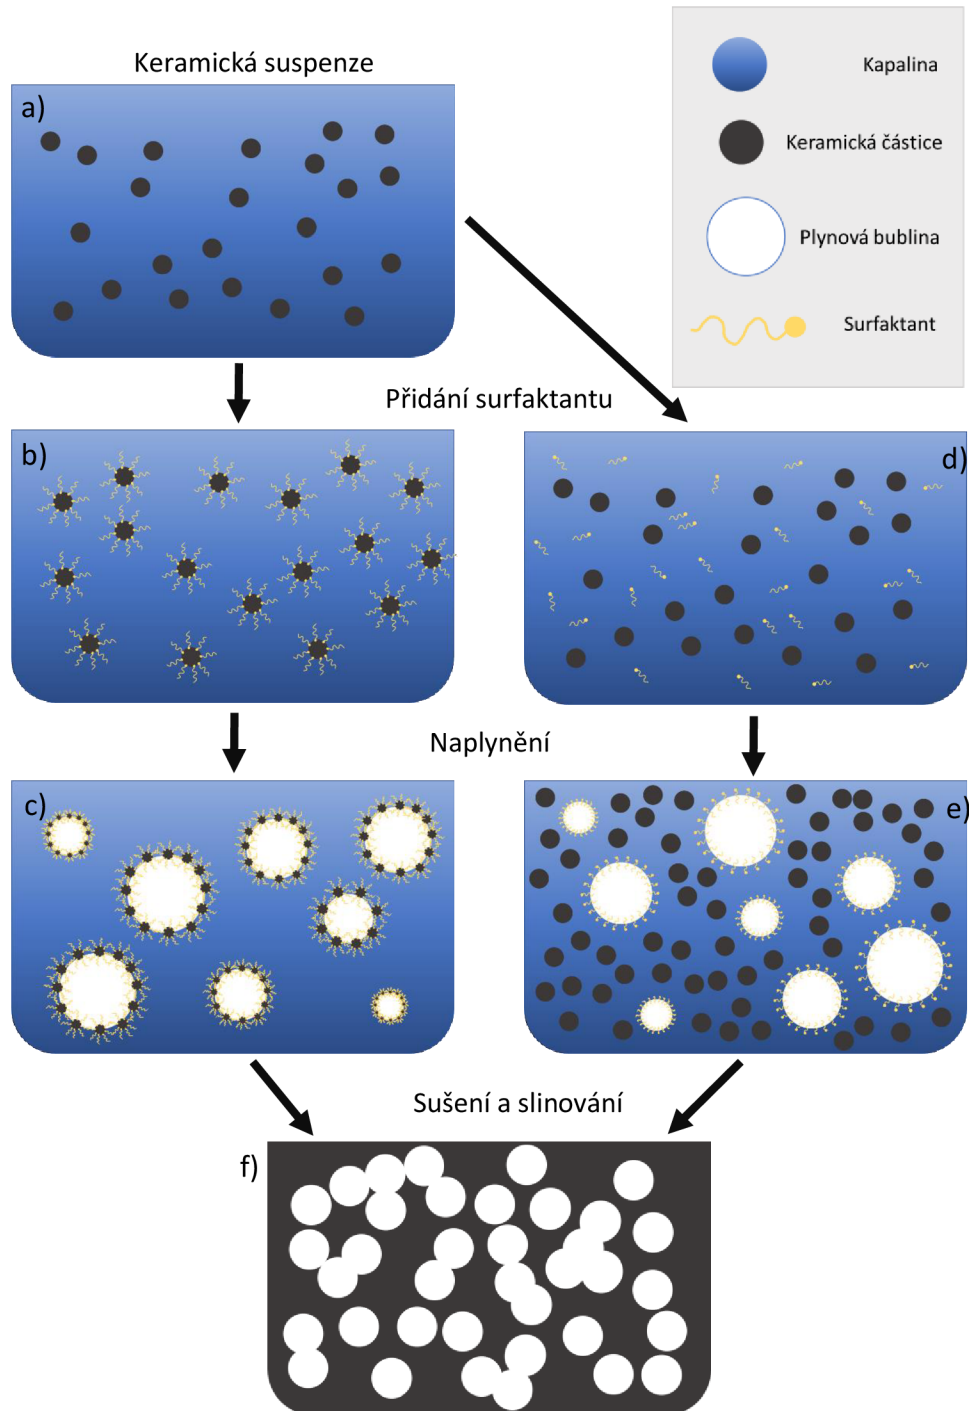 Keramická suspenze
a)
Kapalina
Keramická částice
Plynová bublina
Surfaktant
Přidání surfaktantu
b)
d)
Naplynění
c)
e)
Sušení a slinování
f)